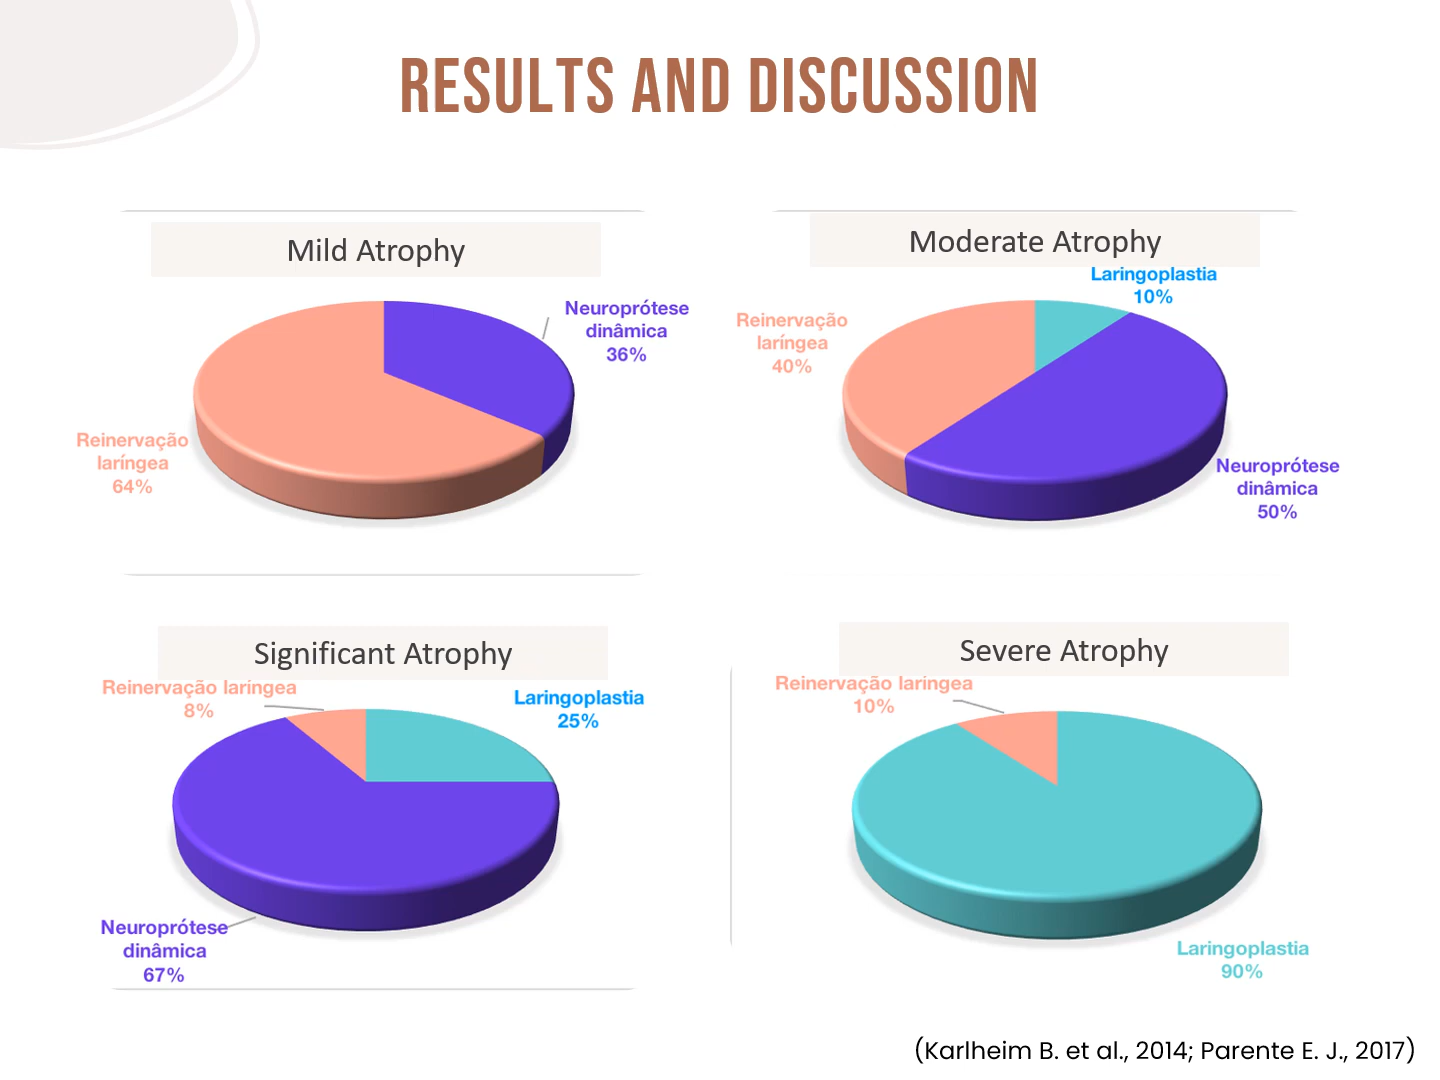 RESULTS AND DISCUSSION
Mild Atrophy
Neuroprótese
dinâmica
36%
Reinervação
laríngea
64%
Moderate Atrophy
Laringoplastia
10%
Reinervação
laríngea
40%
Neuroprótese
dinâmica
50%
Significant Atrophy
Reinervação laríngea
8%
Laringoplastia
25%
Neuroprótese
dinâmica
67%
Severe Atrophy
Reinervação laríngea
10%
Laringoplastia
90%
(Karlheim B. et al., 2014; Parente E. J., 2017)